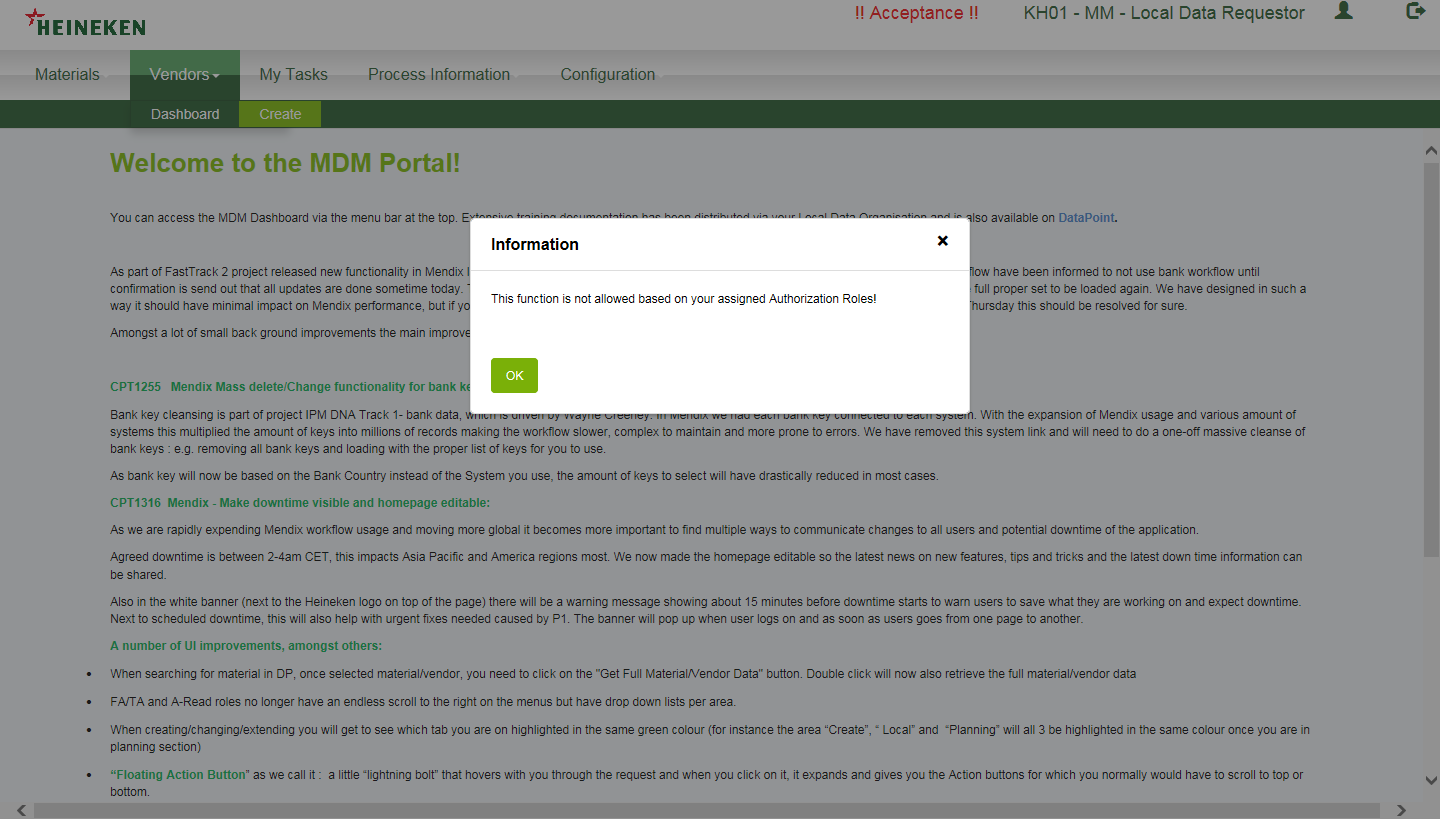 HEINEKEN
!! Acceptance !!
KH01 - MM - Local Data Requestor
Materials
Vendors
My Tasks
Process Information
Configuration
Dashboard
Create
Welcome to the MDM Portal!
You can access the MDM Dashboard via the menu bar at the top. Extensive training documentation has been distributed via your Local Data Organisation and is also available on DataPoint.
Information
This function is not allowed based on your assigned Authorization Roles!
OK
As part of FastTrack 2 project released new functionality in Mendix
flow have been informed to not use bank workflow until
confirmation is send out that all updates are done sometime today.
full proper set to be loaded again. We have designed in such a
way it should have minimal impact on Mendix performance, but if
Thursday this should be resolved for sure.
Amongst a lot of small back ground improvements the main
CPT1255 Mendix Mass delete/Change functionality for bank
Bank key cleansing is part of project IPM DNA Track 1- bank data, which is driven by Wayne Creeney. In Mendix we had each bank key connected to each system. With the expansion of Mendix usage and various amount of
systems this multiplied the amount of keys into millions of records making the workflow slower, complex to maintain and more prone to errors. We have removed this system link and will need to do a one-off massive cleanse of
bank keys : e.g. removing all bank keys and loading with the proper list of keys for you to use.
As bank key will now be based on the Bank Country instead of the System you use, the amount of keys to select will have drastically reduced in most cases.
CPT1316 Mendix - Make downtime visible and homepage editable:
As we are rapidly expending Mendix workflow usage and moving more global it becomes more important to find multiple ways to communicate changes to all users and potential downtime of the application.
Agreed downtime is between 2-4am CET, this impacts Asia Pacific and America regions most. We now made the homepage editable so the latest news on new features, tips and tricks and the latest down time information can
be shared.
Also in the white banner (next to the Heineken logo on top of the page) there will be a warning message showing about 15 minutes before downtime starts to warn users to save what they are working on and expect downtime.
Next to scheduled downtime, this will also help with urgent fixes needed caused by P1. The banner will pop up when user logs on and as soon as users goes from one page to another.
A number of UI improvements, amongst others:
• When searching for material in DP, once selected material/vendor, you need to click on the "Get Full Material/Vendor Data" button. Double click will now also retrieve the full material/vendor data
• FA/TA and A-Read roles no longer have an endless scroll to the right on the menus but have drop down lists per area.
• When creating/changing/extending you will get to see which tab you are on highlighted in the same green colour (for instance the area “Create”, “ Local” and “Planning” will all 3 be highlighted in the same colour once you are in
planning section)
• “Floating Action Button” as we call it : a little “lightning bolt” that hovers with you through the request and when you click on it, it expands and gives you the Action buttons for which you normally would have to scroll to top or
bottom.